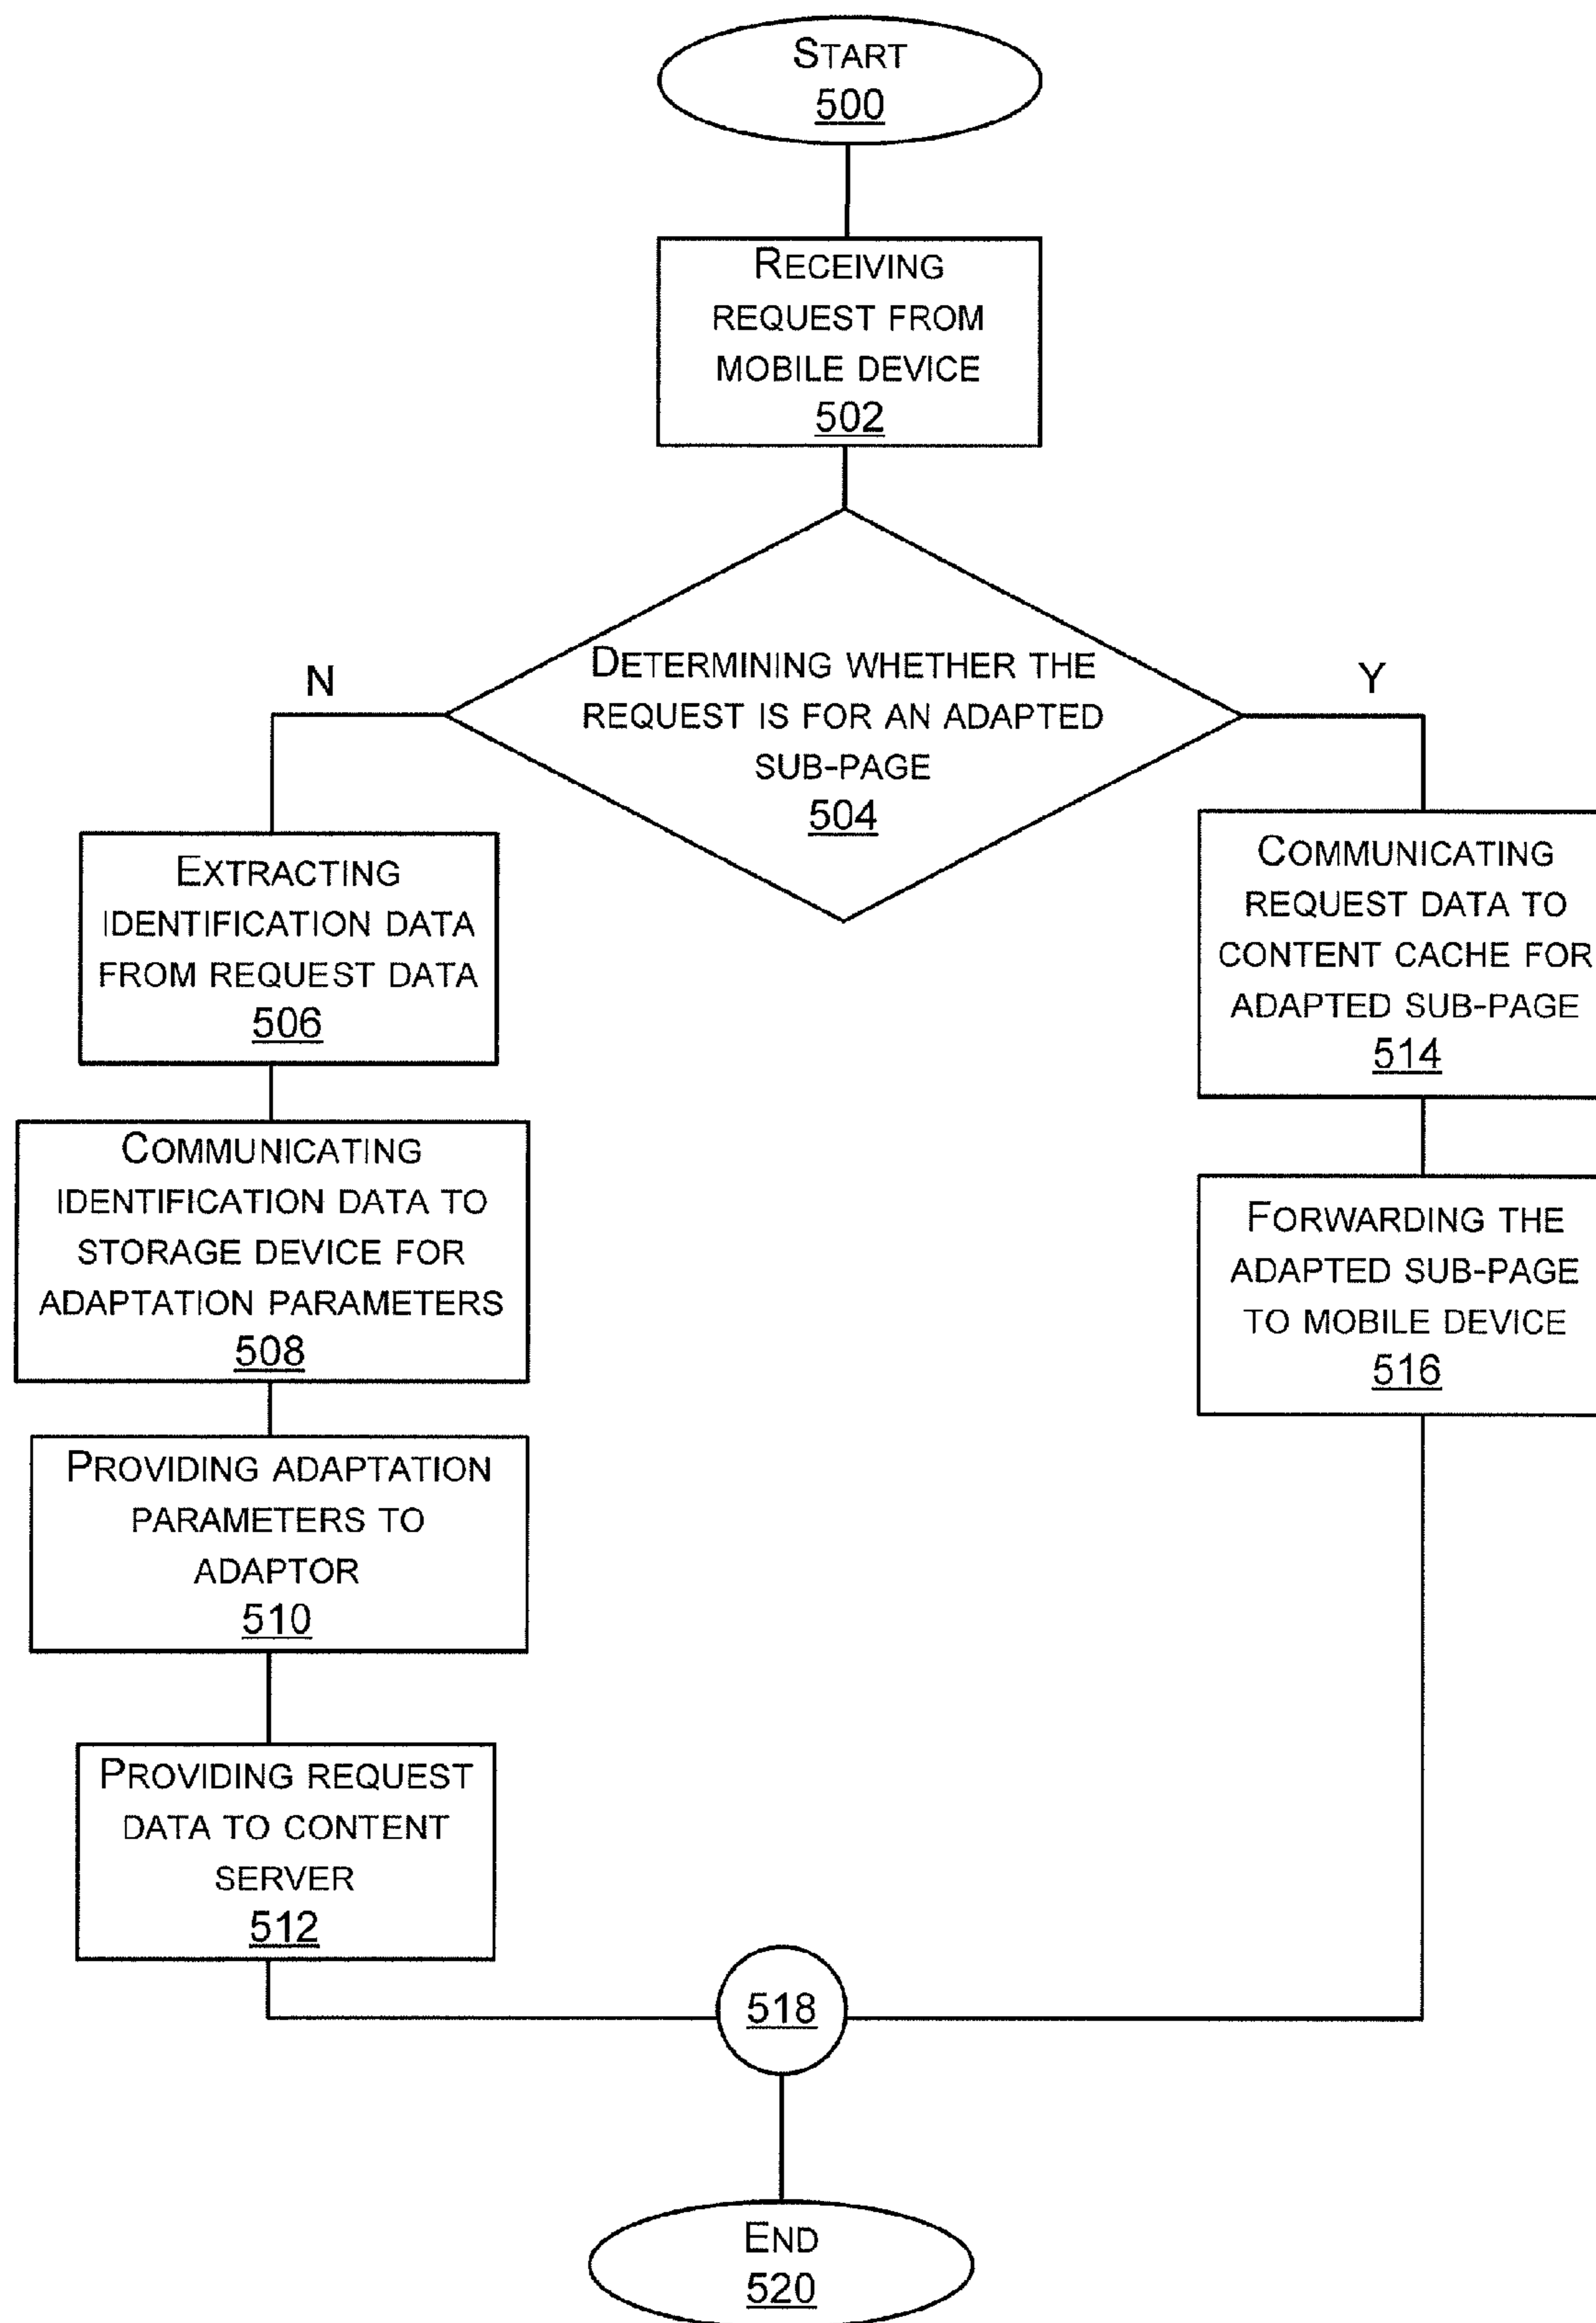 START
500
RECEIVING
REQUEST FROM
MOBILE DEVICE
502
DETERMINING WHETHER THE
REQUEST IS FOR AN ADAPTED
SUB-PAGE
504
N
Y
EXTRACTING
IDENTIFICATION DATA
FROM REQUEST DATA
506
COMMUNICATING
IDENTIFICATION DATA TO
STORAGE DEVICE FOR
ADAPTATION PARAMETERS
508
PROVIDING ADAPTATION
PARAMETERS TO
ADAPTOR
510
PROVIDING REQUEST
DATA TO CONTENT
SERVER
512
COMMUNICATING
REQUEST DATA TO
CONTENT CACHE FOR
ADAPTED SUB-PAGE
514
FORWARDING THE
ADAPTED SUB-PAGE
TO MOBILE DEVICE
516
518
END
520